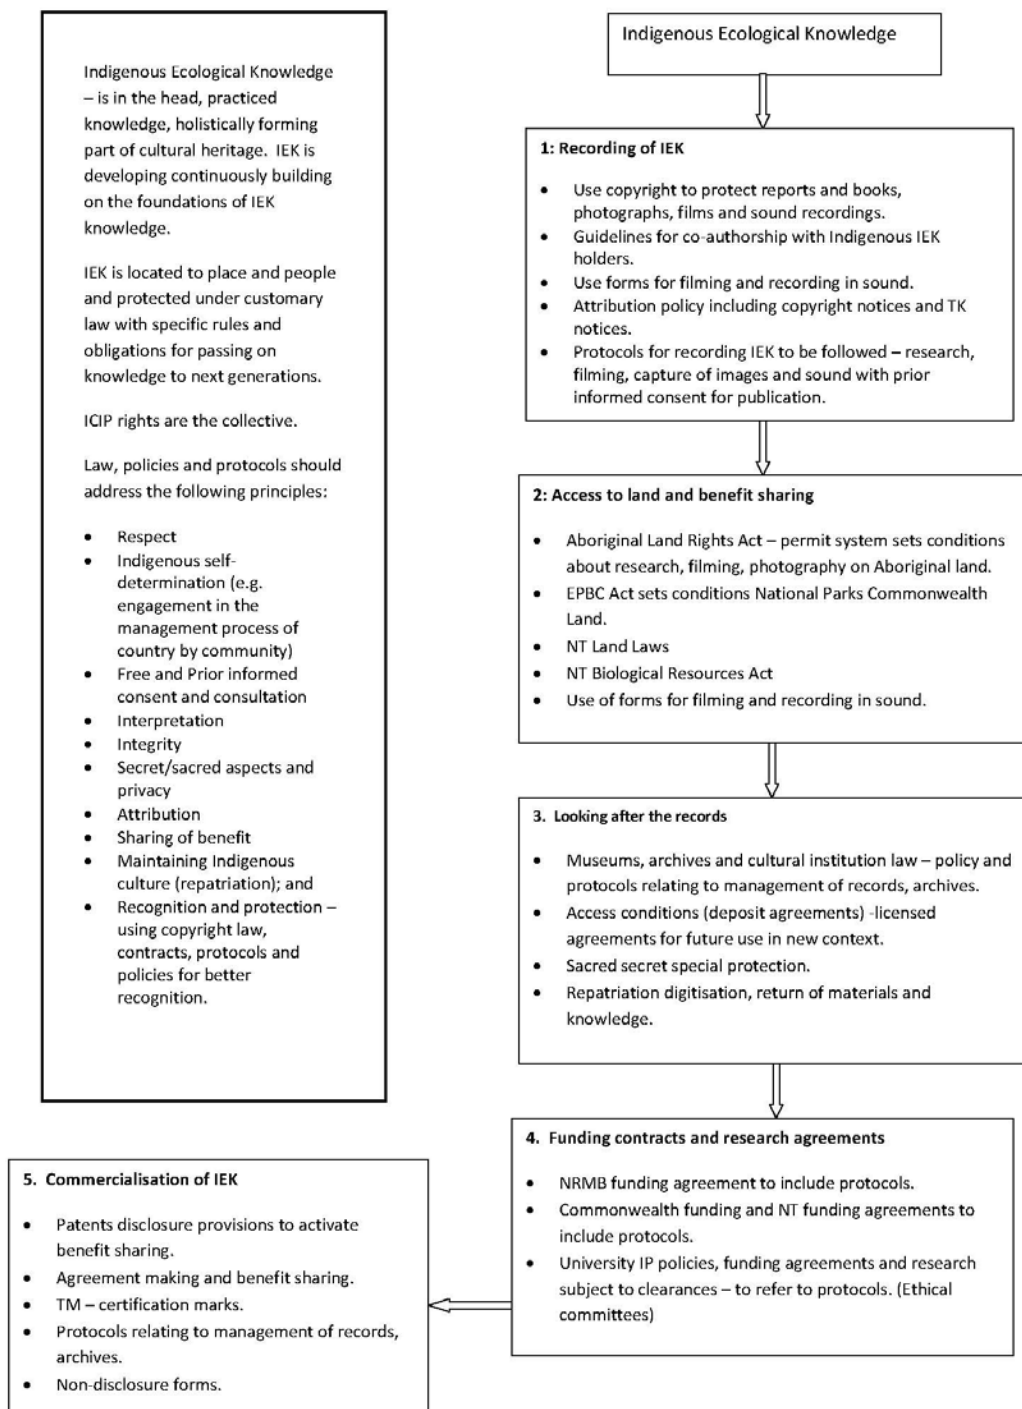 Indigenous Ecological Knowledge
– is in the head, practiced
knowledge, holistically forming
part of cultural heritage. IEK is
developing continuously building
on the foundations of IEK
knowledge.
IEK is located to place and people
and protected under customary
law with specific rules and
obligations for passing on
knowledge to next generations.
ICIP rights are the collective.
Law, policies and protocols should
address the following principles:
• Respect
• Indigenous self-
determination (e.g.
engagement in the
management process of
country by community)
• Free and Prior informed
consent and consultation
• Interpretation
• Integrity
• Secret/sacred aspects and
privacy
• Attribution
• Sharing of benefit
• Maintaining Indigenous
culture (repatriation); and
• Recognition and protection –
using copyright law,
contracts, protocols and
policies for better
recognition.
Indigenous Ecological Knowledge
1: Recording of IEK
• Use copyright to protect reports and books,
photographs, films and sound recordings.
• Guidelines for co-authorship with Indigenous IEK
holders.
• Use forms for filming and recording in sound.
• Attribution policy including copyright notices and TK
notices.
• Protocols for recording IEK to be followed – research,
filming, capture of images and sound with prior
informed consent for publication.
2: Access to land and benefit sharing
• Aboriginal Land Rights Act – permit system sets conditions
about research, filming, photography on Aboriginal land.
• EPBC Act sets conditions National Parks Commonwealth
Land.
• NT Land Laws
• NT Biological Resources Act
• Use of forms for filming and recording in sound.
3. Looking after the records
• Museums, archives and cultural institution law – policy and
protocols relating to management of records, archives.
• Access conditions (deposit agreements) -licensed
agreements for future use in new context.
• Sacred secret special protection.
• Repatriation digitisation, return of materials and
knowledge.
4. Funding contracts and research agreements
• NRMB funding agreement to include protocols.
• Commonwealth funding and NT funding agreements to
include protocols.
• University IP policies, funding agreements and research
subject to clearances – to refer to protocols. (Ethical
committees)
5. Commercialisation of IEK
• Patents disclosure provisions to activate
benefit sharing.
• Agreement making and benefit sharing.
• TM – certification marks.
• Protocols relating to management of records,
archives.
• Non-disclosure forms.